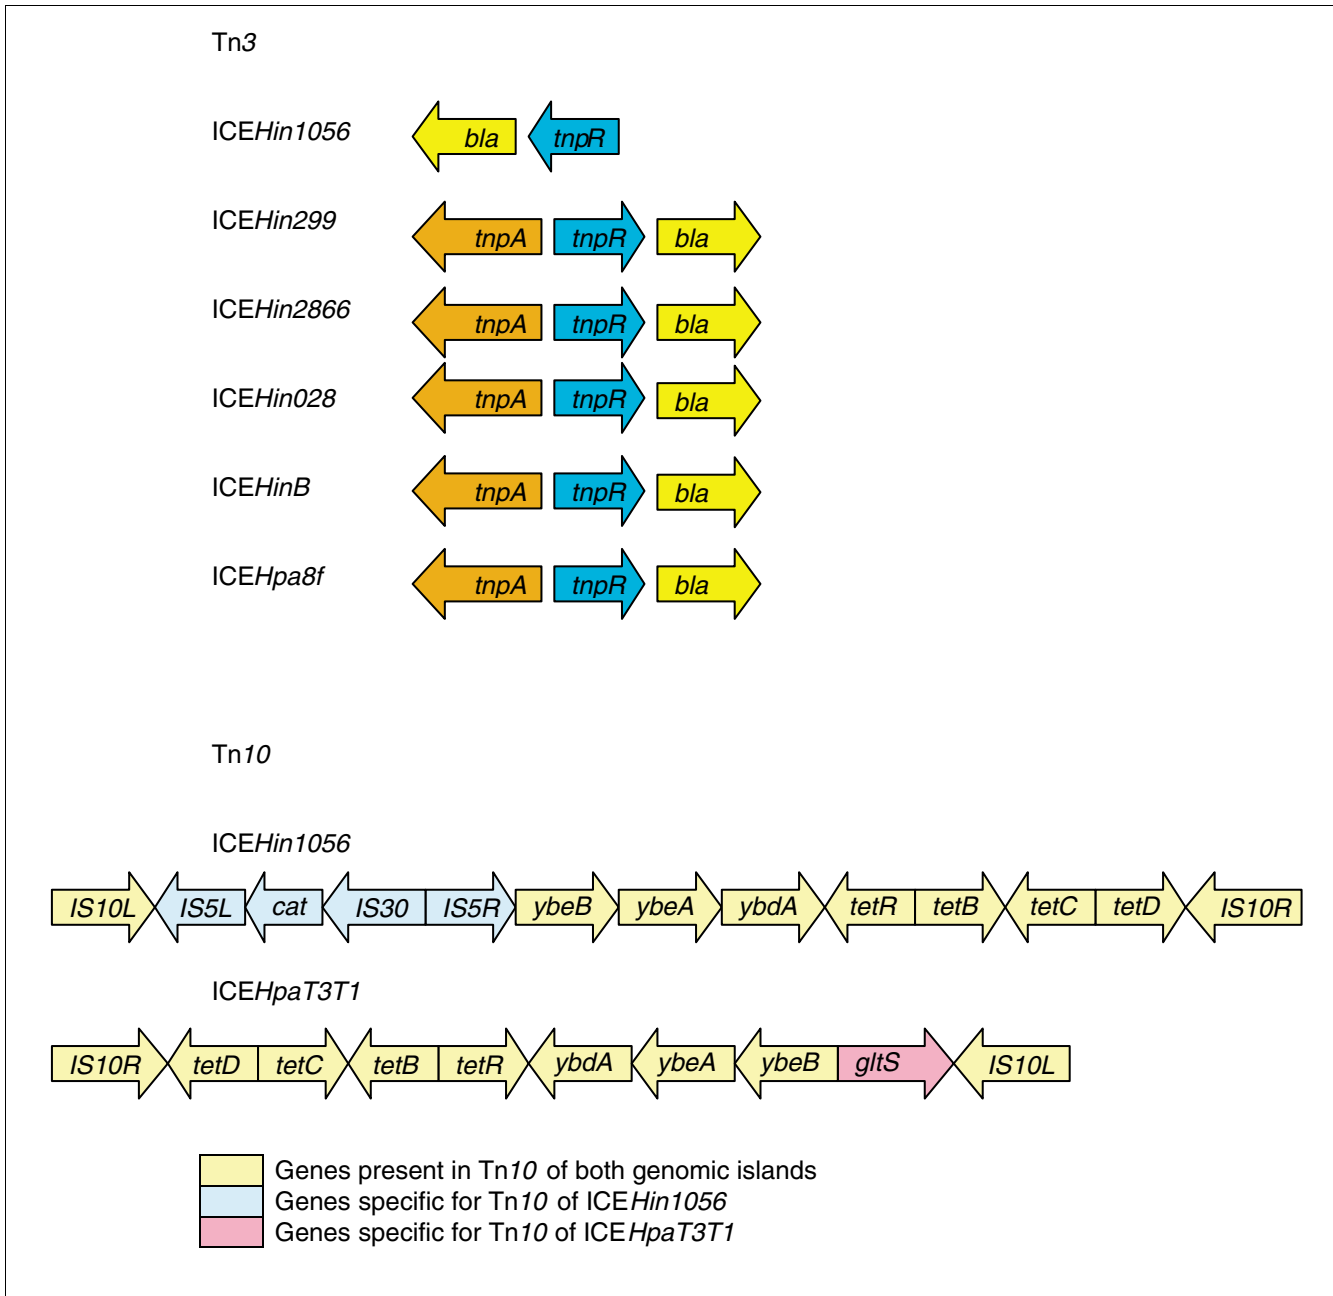 Tn3
ICEHin1056
bla tnpR
ICEHin299
tnpA tnpR bla
ICEHin2866
tnpA tnpR bla
ICEHin028
tnpA tnpR bla
ICEHinB
tnpA tnpR bla
ICEHpa8f
tnpA tnpR bla
Tn10
ICEHin1056
IS10L IS5L cat IS30 IS5R ybeB ybeA ybdA tetR tetB tetC tetD IS10R
ICEHpaT3T1
IS10R tetD tetC tetB tetR ybdA ybeA ybeB gltS IS10L
Genes present in Tn10 of both genomic islands
Genes specific for Tn10 of ICEHin1056
Genes specific for Tn10 of ICEHpaT3T1